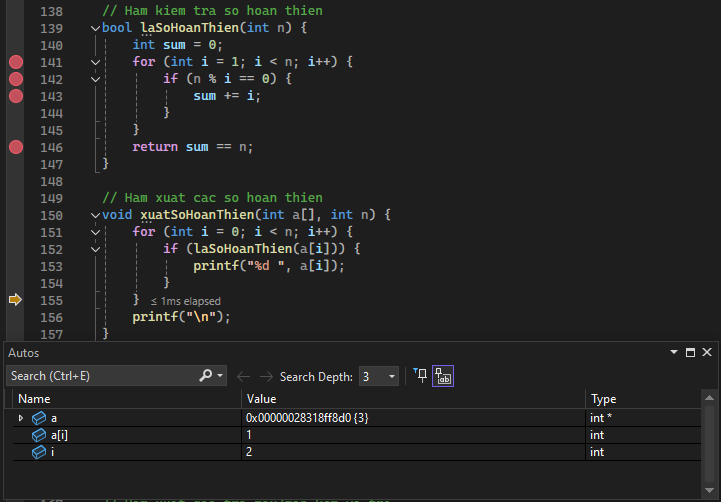 138 // Ham kiem tra so hoan thien
139 bool laSoHoanThien(int n) {
140 int sum = 0;
141 for (int i = 1; i < n; i++) {
142 if (n % i == 0) {
143 sum += i;
144 }
145 }
146 return sum == n;
147 }
148
149 // Ham xuat cac so hoan thien
150 void xuatSoHoanThien(int a[], int n) {
151 for (int i = 0; i < n; i++) {
152 if (laSoHoanThien(a[i])) {
153 printf("%d ", a[i]);
154 }
155 } ≤ 1ms elapsed
156 printf("\n");
157 }
Autos
Search (Ctrl+E) Search Depth: 3
Name Value Type
a 0x00000028318ff8d0 {3} int *
a[i] 1 int
i 2 int